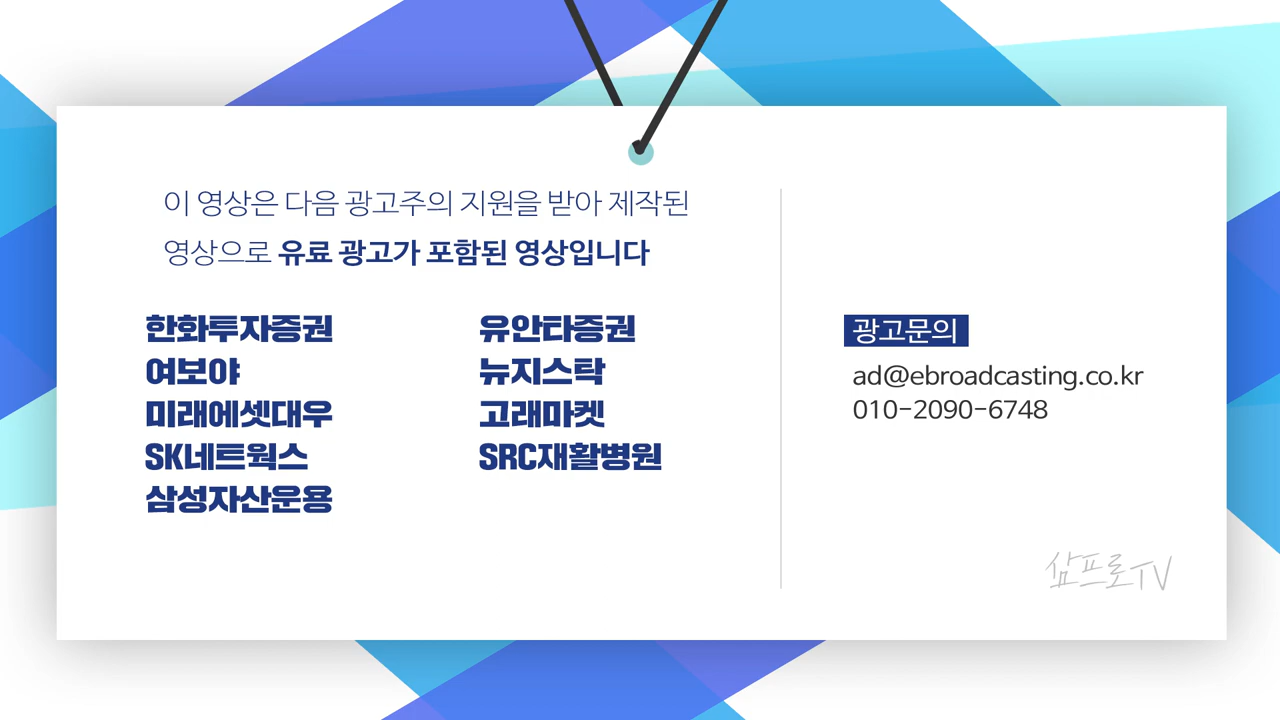 이 영상은 다음 광고주의 지원을 받아 제작된
영상으로 유료 광고가 포함된 영상입니다
한화투자증권
여보야
미래에셋대우
SK네트웍스
삼성자산운용
유안타증권
뉴지스탁
고래마켓
SRC재활병원
광고문의
ad@ebroadcasting.co.kr
010-2090-6748
삼프로TV